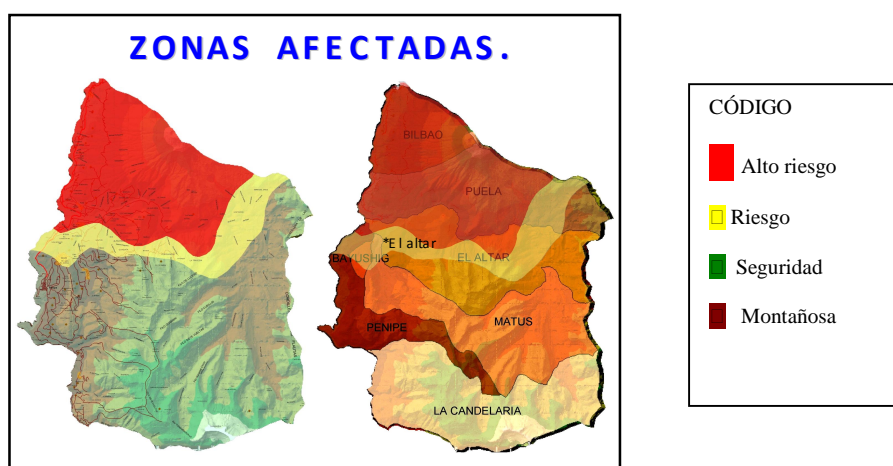 ZONAS AFECTADAS.
BILBAO
PUELA
*El altar
BAYUSHIG
EL ALTAR
MATUS
PENIPE
LA CANDELARIA
CÓDIGO
Alto riesgo
Riesgo
Seguridad
Montañosa